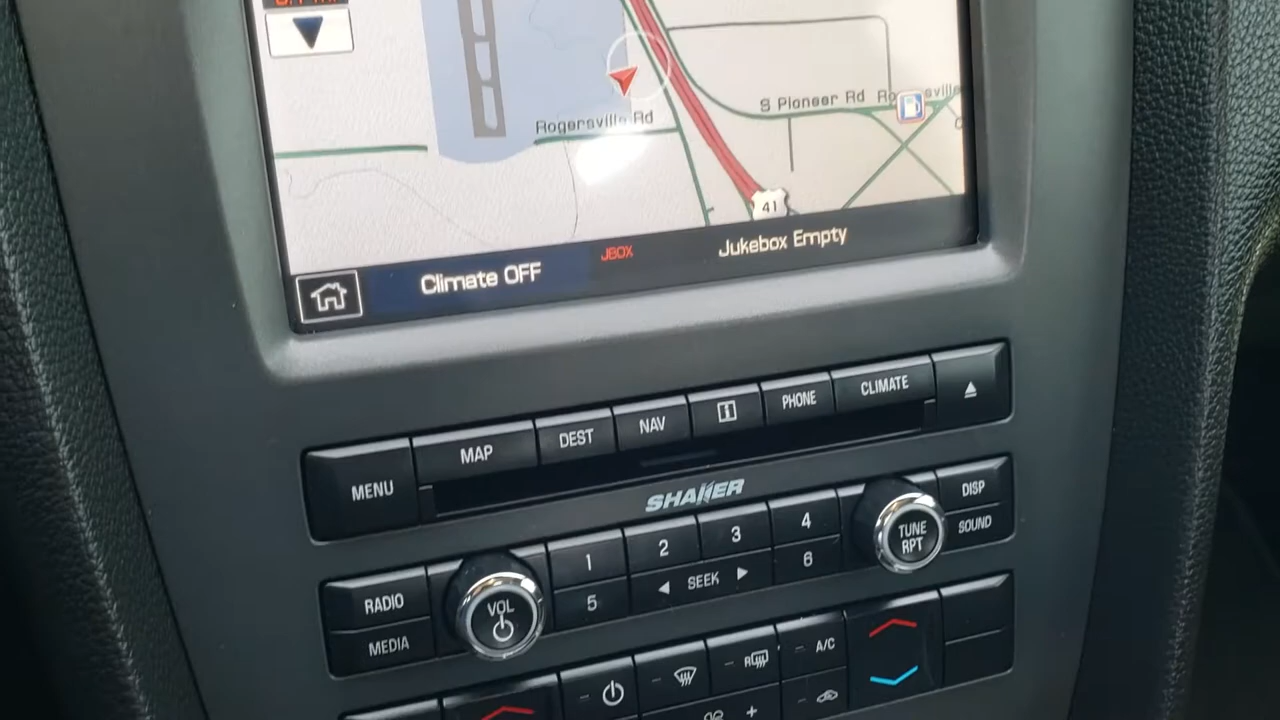 S Pioneer Rd
Rogersville Rd
41
Climate OFF
JBOX
Jukebox Empty
MENU
MAP
DEST
NAV
i
PHONE
CLIMATE
SHAKER
RADIO
MEDIA
VOL
1
2
3
4
5
SEEK
6
TUNE
RPT
DISP
SOUND
R
A/C